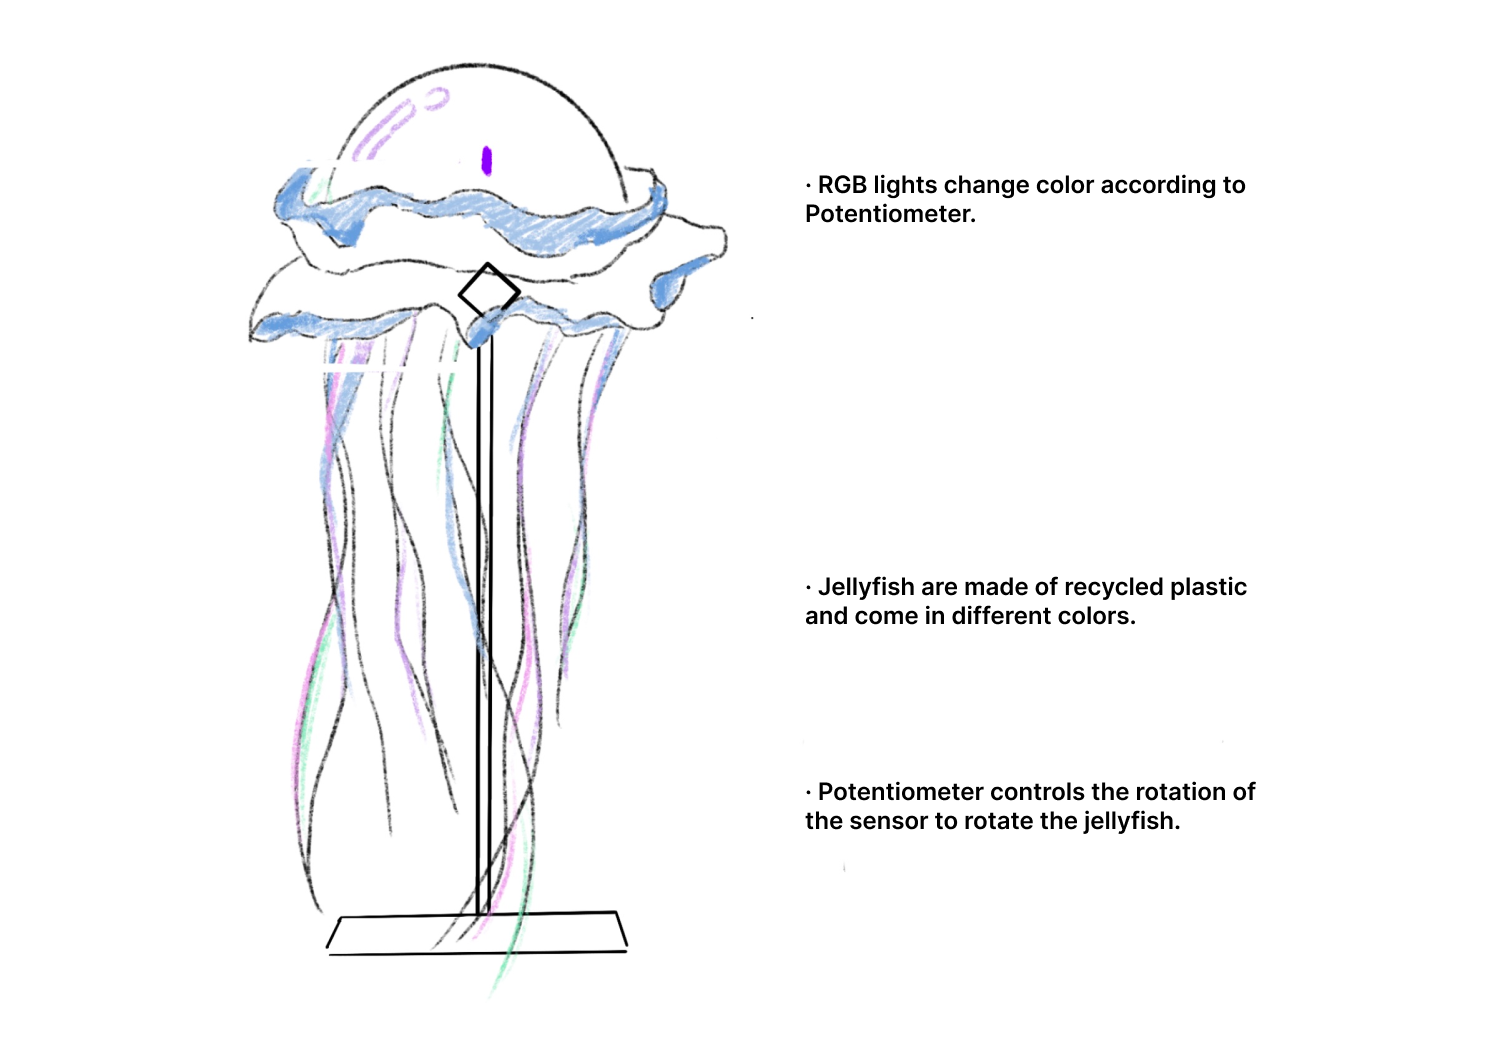 · RGB lights change color according to
Potentiometer.
· Jellyfish are made of recycled plastic
and come in different colors.
· Potentiometer controls the rotation of
the sensor to rotate the jellyfish.